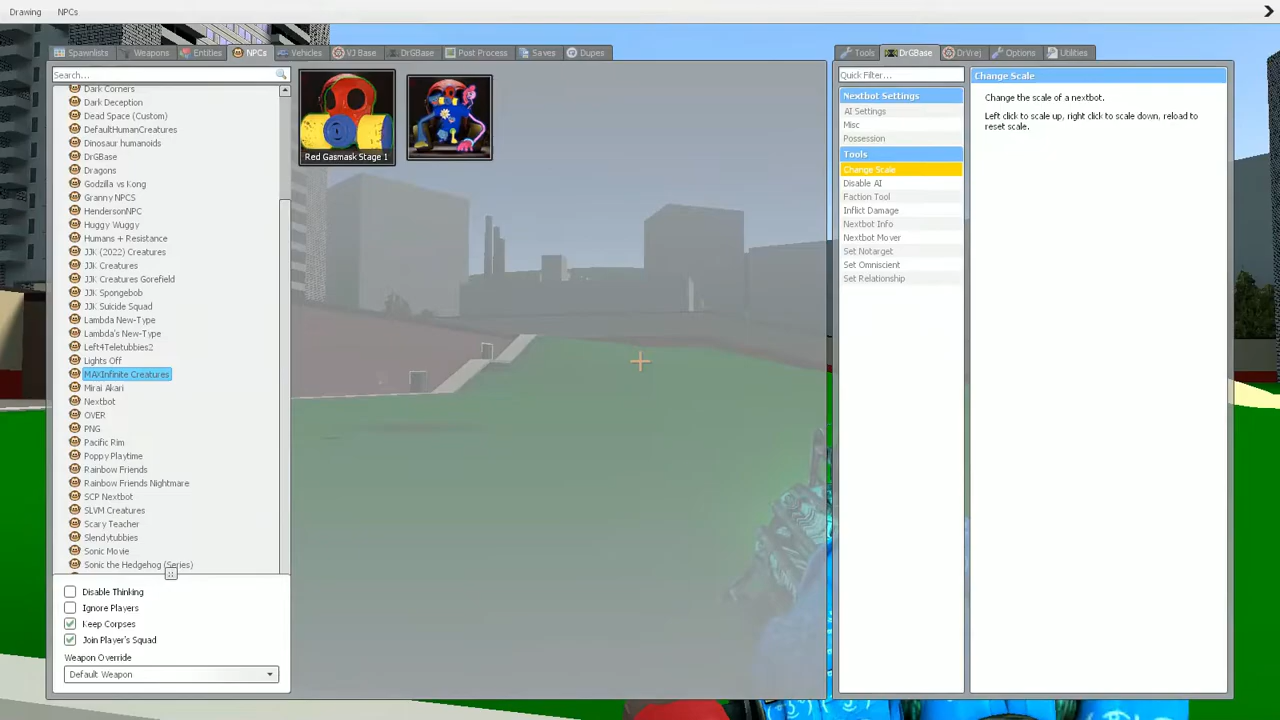 Drawing NPCs
Spawnlists Weapons Entities NPCs Vehicles VJ Base DrGBase Post Process Saves Dupes
Tools DrGBase DrVrej Options Utilities
Search...
Dark Corners
Dark Deception
Dead Space (Custom)
DefaultHumanCreatures
Dinosaur humanoids
DrGBase
Dragons
Godzilla vs Kong
Granny NPCS
HendersonNPC
Huggy Wuggy
Humans + Resistance
JJK (2022) Creatures
JJK Creatures
JJK Creatures Gorefield
JJK Spongebob
JJK Suicide Squad
Lambda New-Type
Lambda's New-Type
Left4Teletubbies2
Lights Off
MAXInfinite Creatures
Mirai Akari
Nextbot
OVER
PNG
Pacific Rim
Poppy Playtime
Rainbow Friends
Rainbow Friends Nightmare
SCP Nextbot
SLVM Creatures
Scary Teacher
Slendytubbies
Sonic Movie
Sonic the Hedgehog (Series)
Disable Thinking
Ignore Players
Keep Corpses
Join Player's Squad
Weapon Override
Default Weapon
Red Gasmask Stage 1
Quick Filter...
Nextbot Settings
AI Settings
Misc
Possession
Tools
Change Scale
Disable AI
Faction Tool
Inflict Damage
Nextbot Info
Nextbot Mover
Set Notarget
Set Omniscient
Set Relationship
Change Scale
Change the scale of a nextbot.
Left click to scale up, right click to scale down, reload to
reset scale.